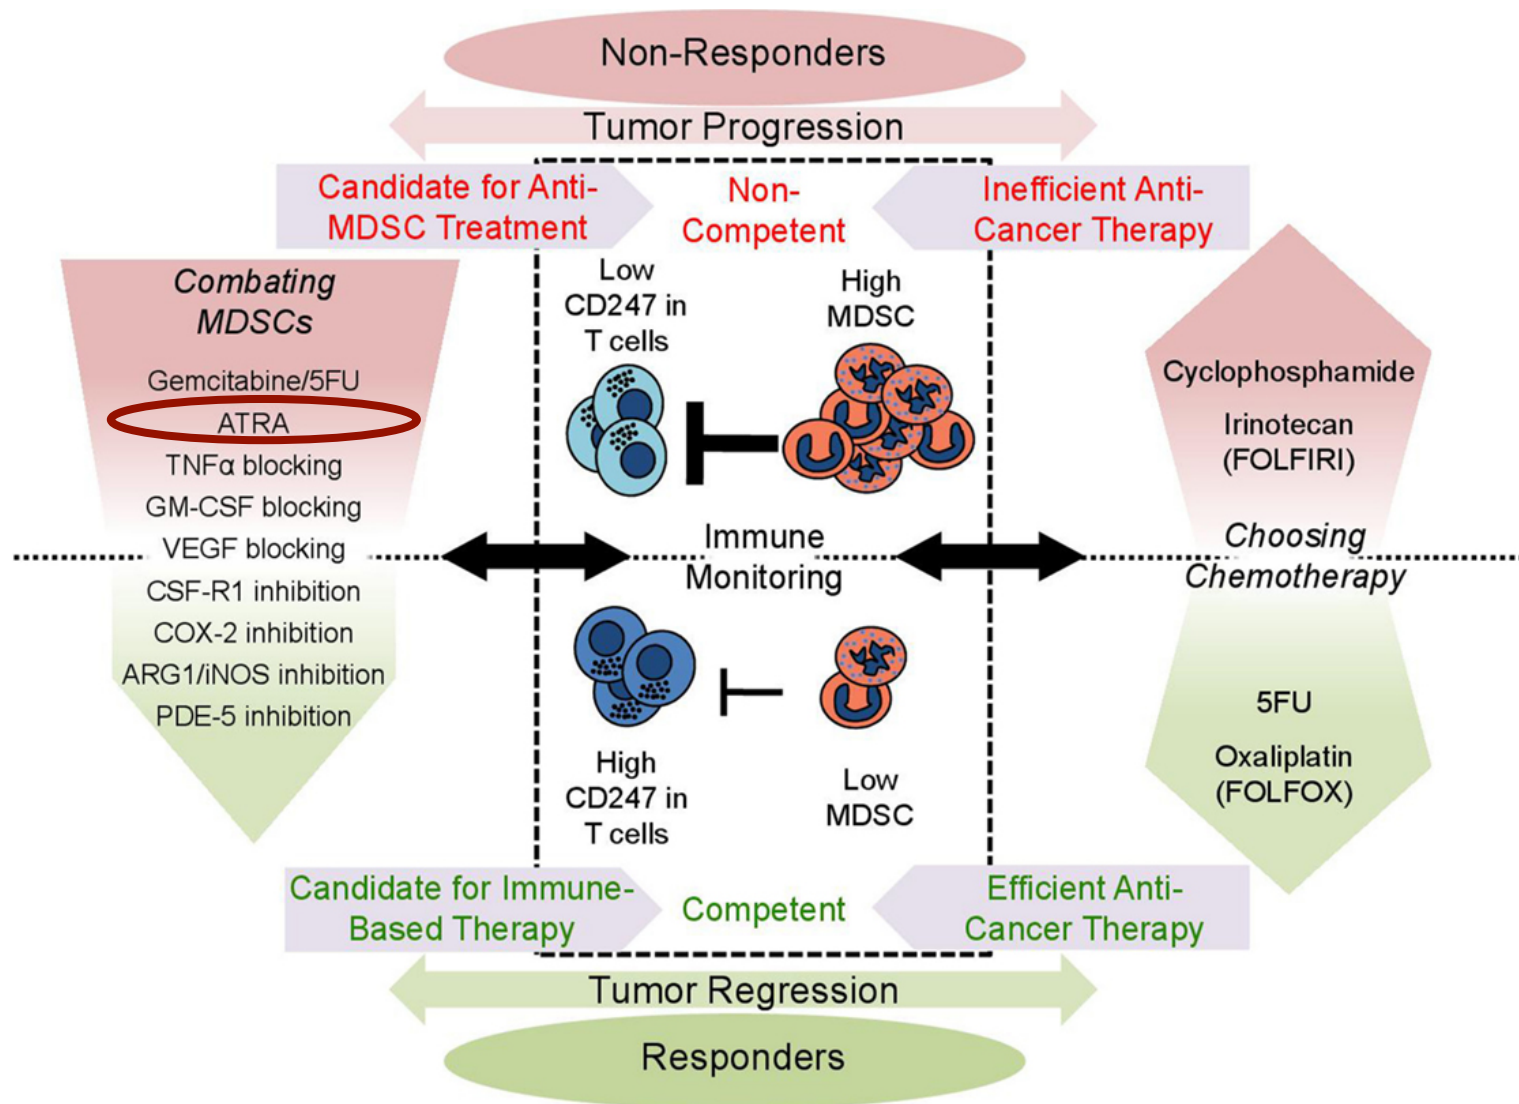 Non-Responders
Tumor Progression
Candidate for Anti-
MDSC Treatment
Non-
Competent
Inefficient Anti-
Cancer Therapy
Combating
MDSCs
Gemcitabine/5FU
ATRA
TNFα blocking
GM-CSF blocking
VEGF blocking
CSF-R1 inhibition
COX-2 inhibition
ARG1/iNOS inhibition
PDE-5 inhibition
Low
CD247 in
T cells
High
MDSC
Immune
Monitoring
High
CD247 in
T cells
Low
MDSC
Cyclophosphamide
Irinotecan
(FOLFIRI)
Choosing
Chemotherapy
5FU
Oxaliplatin
(FOLFOX)
Candidate for Immune-
Based Therapy
Competent
Efficient Anti-
Cancer Therapy
Tumor Regression
Responders